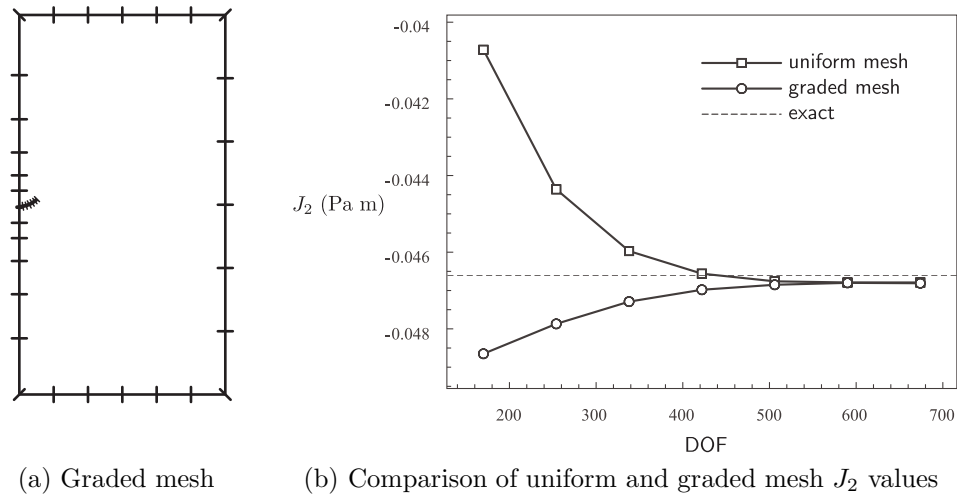 -0.04
-0.042
-0.044
-0.046
-0.048
J₂ (Pa m)
uniform mesh
graded mesh
exact
200 300 400 500 600 700
DOF
(a) Graded mesh
(b) Comparison of uniform and graded mesh J₂ values